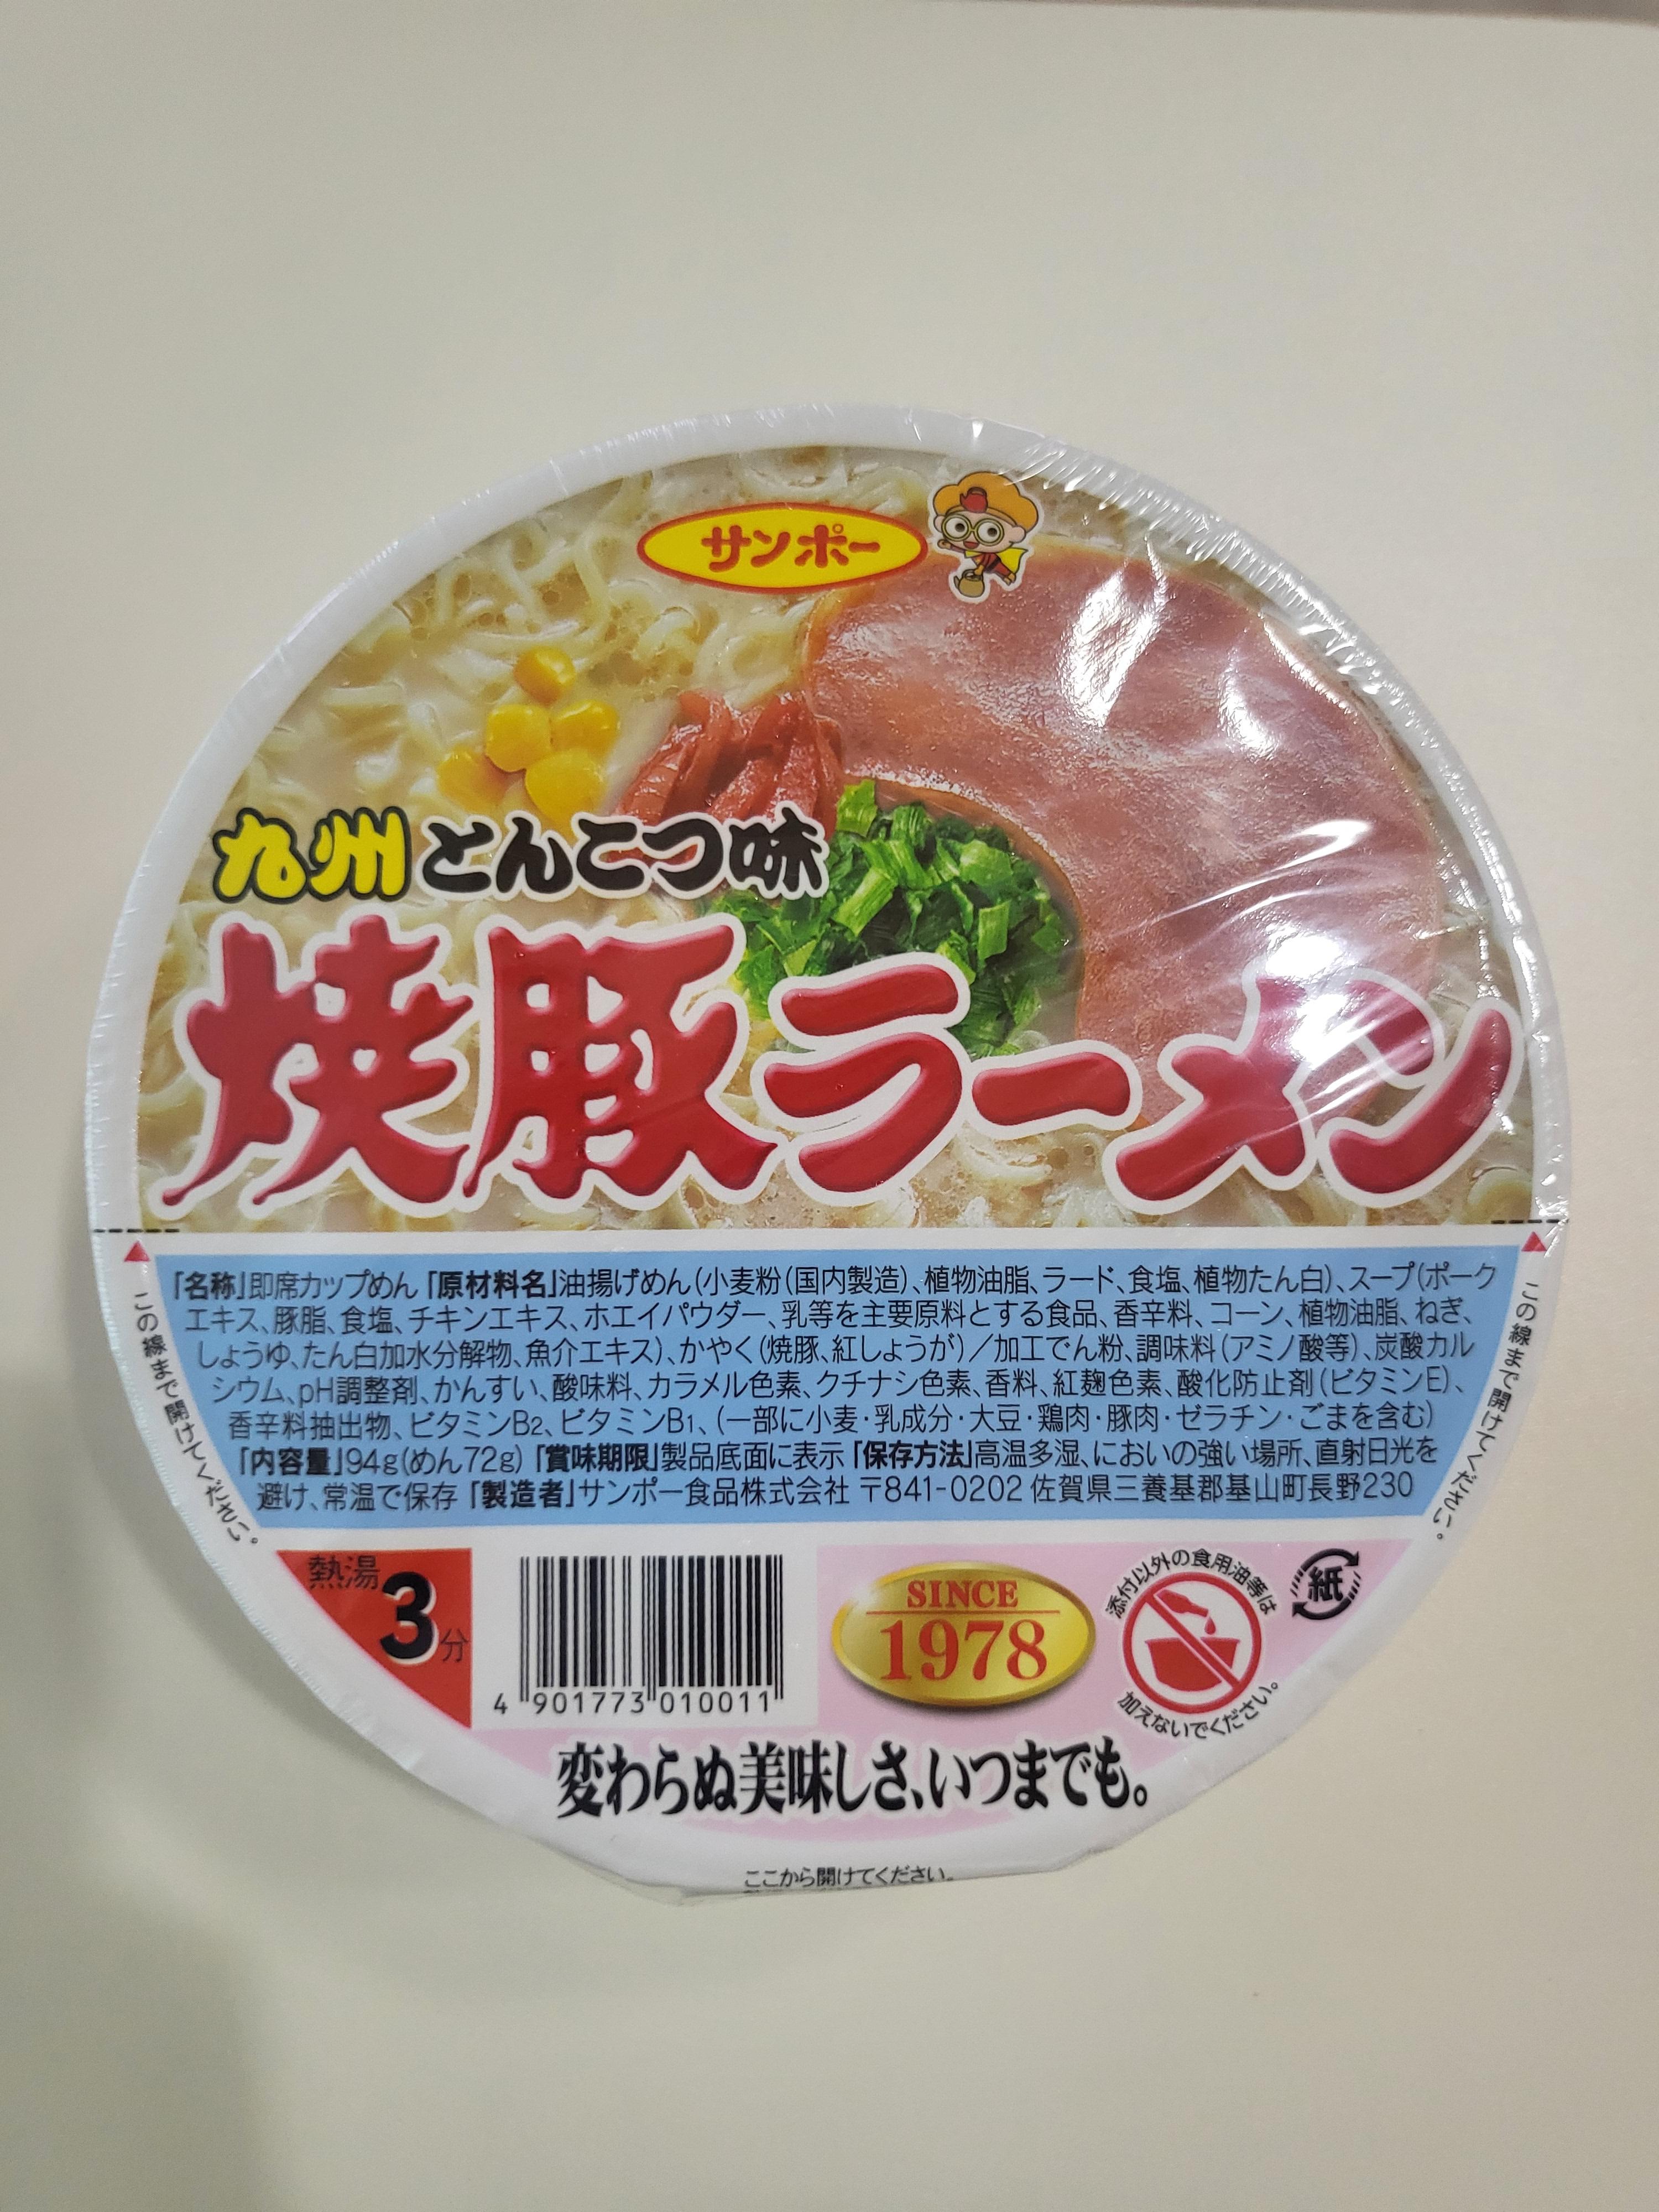 サンポー
九州とんこつ味
焼豚ラーメン
「名称」即席カップめん「原材料名」油揚げめん(小麦粉(国内製造)、植物油脂、ラード、食塩、植物たん白)、スープ(ポーク
エキス、豚脂、食塩、チキンエキス、ホエイパウダー、乳等を主要原料とする食品、香辛料、コーン、植物油脂、ねぎ、
しょうゆ、たん白加水分解物、魚介エキス)、かやく(焼豚、紅しょうが)/加工でん粉、調味料(アミノ酸等)、炭酸カル
シウム、pH調整剤、かんすい、酸味料、カラメル色素、クチナシ色素、香料、紅麹色素、酸化防止剤(ビタミンE)、
香辛料抽出物、ビタミンB2、ビタミンB1、(一部に小麦・乳成分・大豆・鶏肉・豚肉・ゼラチン・ごまを含む)
「内容量」94g(めん72g)「賞味期限」製品底面に表示「保存方法」高温多湿、においの強い場所、直射日光を
避け、常温で保存「製造者」サンポー食品株式会社 〒841-0202 佐賀県三養基郡基山町長野230
この線まで開けてください。
この線まで開けてください。
熱湯3分
4 901773 010011
SINCE
1978
添付以外の食用油等は
加えないでください。
紙
変わらぬ美味しさ、いつまでも。
ここから開けてください。